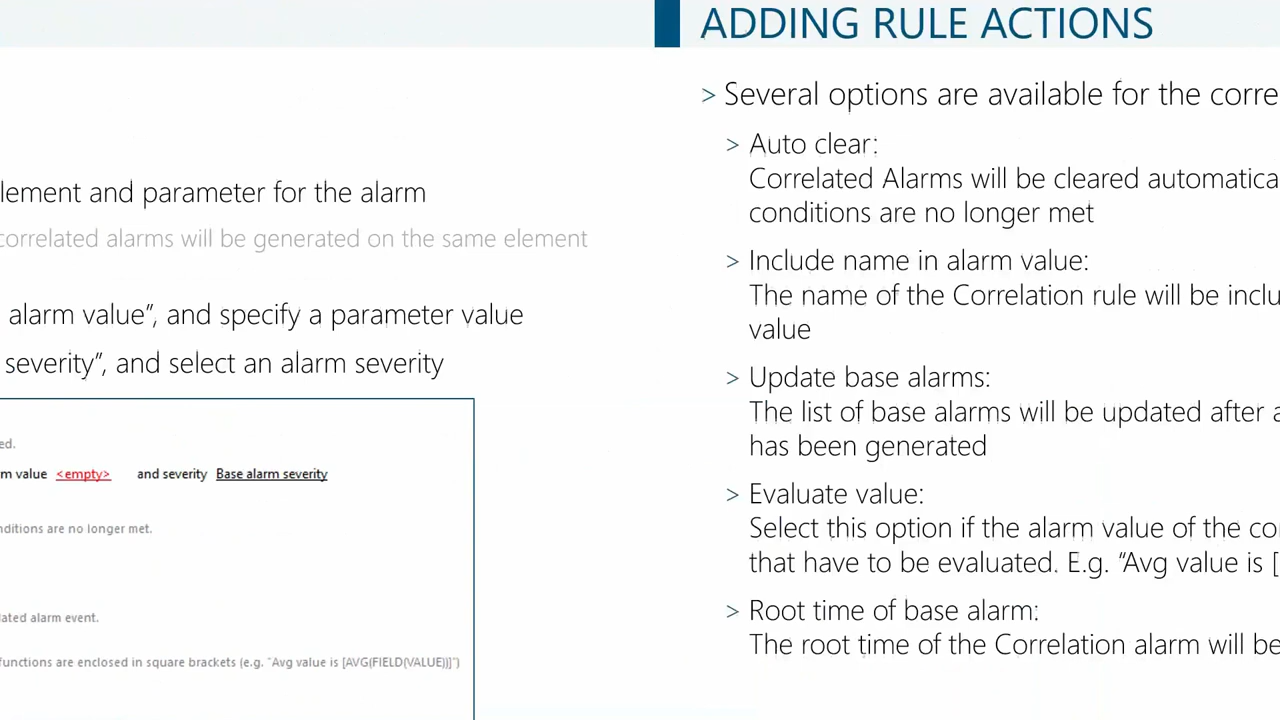 lement and parameter for the alarm
correlated alarms will be generated on the same element
alarm value”, and specify a parameter value
severity”, and select an alarm severity
ed.
rm value <empty> and severity Base alarm severity
nditions are no longer met.
lated alarm event.
functions are enclosed in square brackets (e.g. "Avg value is [AVG(FIELD(VALUE))]")
ADDING RULE ACTIONS
> Several options are available for the corre
> Auto clear:
Correlated Alarms will be cleared automatica
conditions are no longer met
> Include name in alarm value:
The name of the Correlation rule will be inclu
value
> Update base alarms:
The list of base alarms will be updated after a
has been generated
> Evaluate value:
Select this option if the alarm value of the co
that have to be evaluated. E.g. “Avg value is [
> Root time of base alarm:
The root time of the Correlation alarm will be